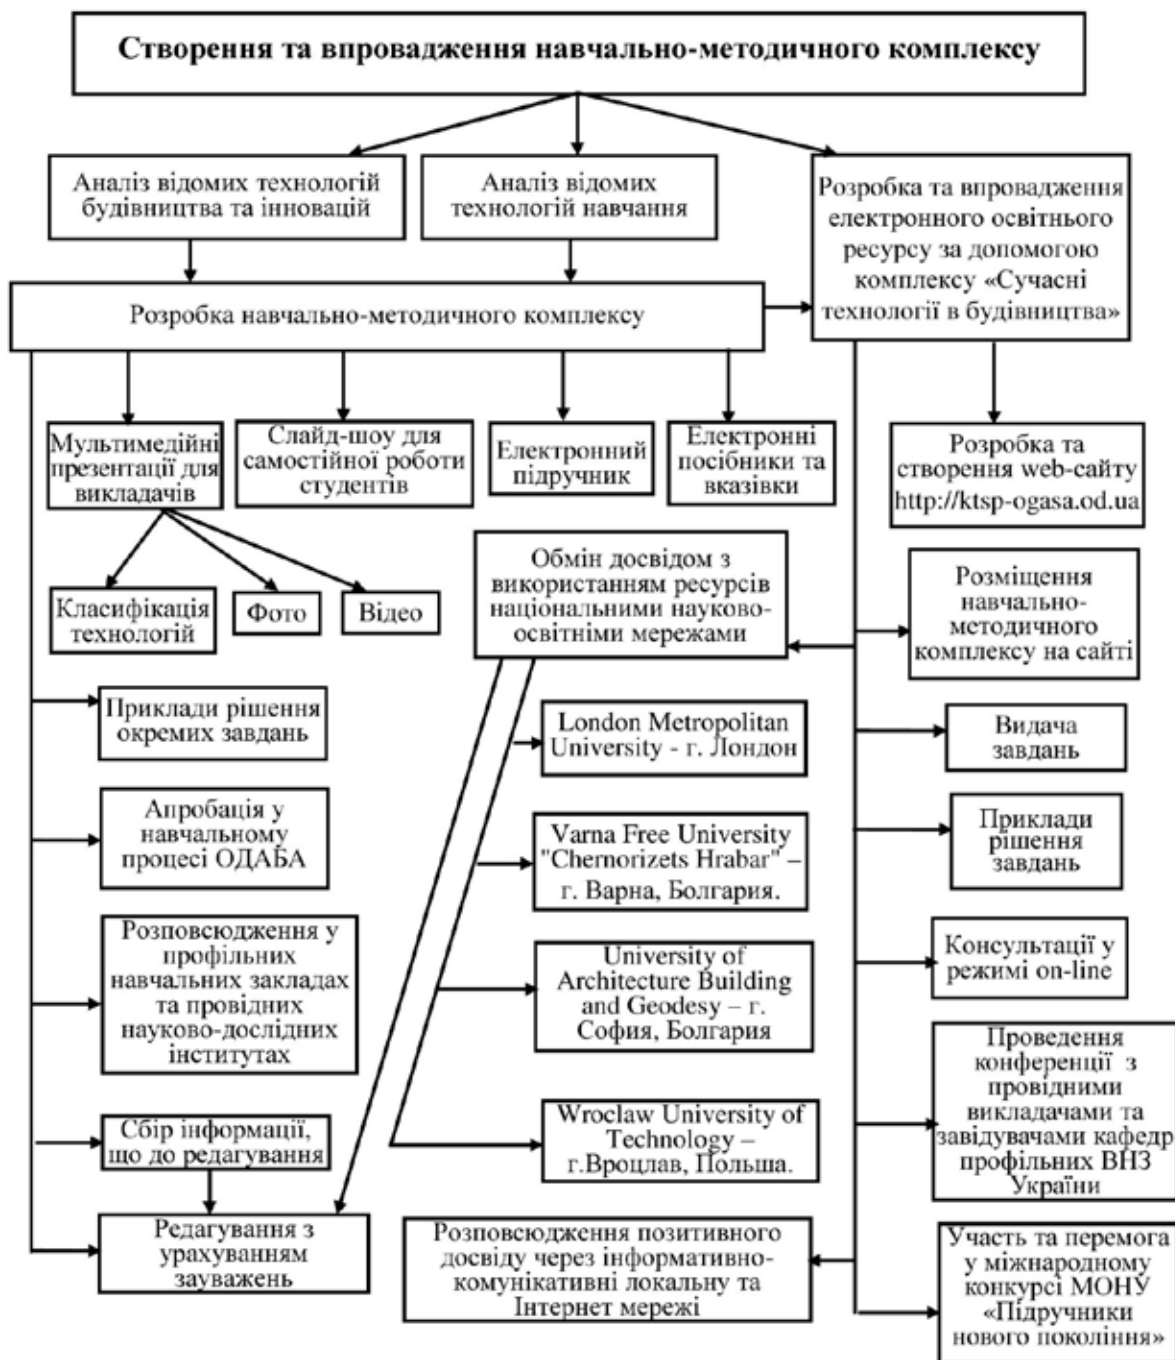 Створення та впровадження навчально-методичного комплексу
Аналіз відомих технологій
будівництва та інновацій
Аналіз відомих
технологій навчання
Розробка та впровадження
електронного освітнього
ресурсу за допомогою
комплексу «Сучасні
технології в будівництва»
Розробка навчально-методичного комплексу
Мультимедійні
презентації для
викладачів
Слайд-шоу для
самостійної роботи
студентів
Електронний
підручник
Електронні
посібники та
вказівки
Розробка та
створення web-сайту
http://ktsp-ogasa.od.ua
Класифікація
технологій
Фото
Відео
Обмін досвідом з
використанням ресурсів
національними науково-
освітніми мережами
Розміщення
навчально-
методичного
комплексу на сайті
Приклади рішення
окремих завдань
London Metropolitan
University - г. Лондон
Видача
завдань
Апробація у
навчальному
процесі ОДАБА
Varna Free University
"Chernorizets Hrabar" –
г. Варна, Болгария.
Приклади
рішення
завдань
Розповсюдження у
профільних
навчальних закладах
та провідних
науково-дослідних
інститутах
University of
Architecture Building
and Geodesy – г.
София, Болгария
Консультації у
режимі on-line
Сбір інформації,
що до редагування
Wroclaw University of
Technology –
г.Вроцлав, Польша.
Проведення
конференції з
провідними
викладачами та
завідувачами кафедр
профільних ВНЗ
України
Редагування з
урахуванням
зауважень
Розповсюдження позитивного
досвіду через інформативно-
комунікативні локальну та
Інтернет мережі
Участь та перемога
у міжнародному
конкурсі МОНУ
«Підручники
нового покоління»